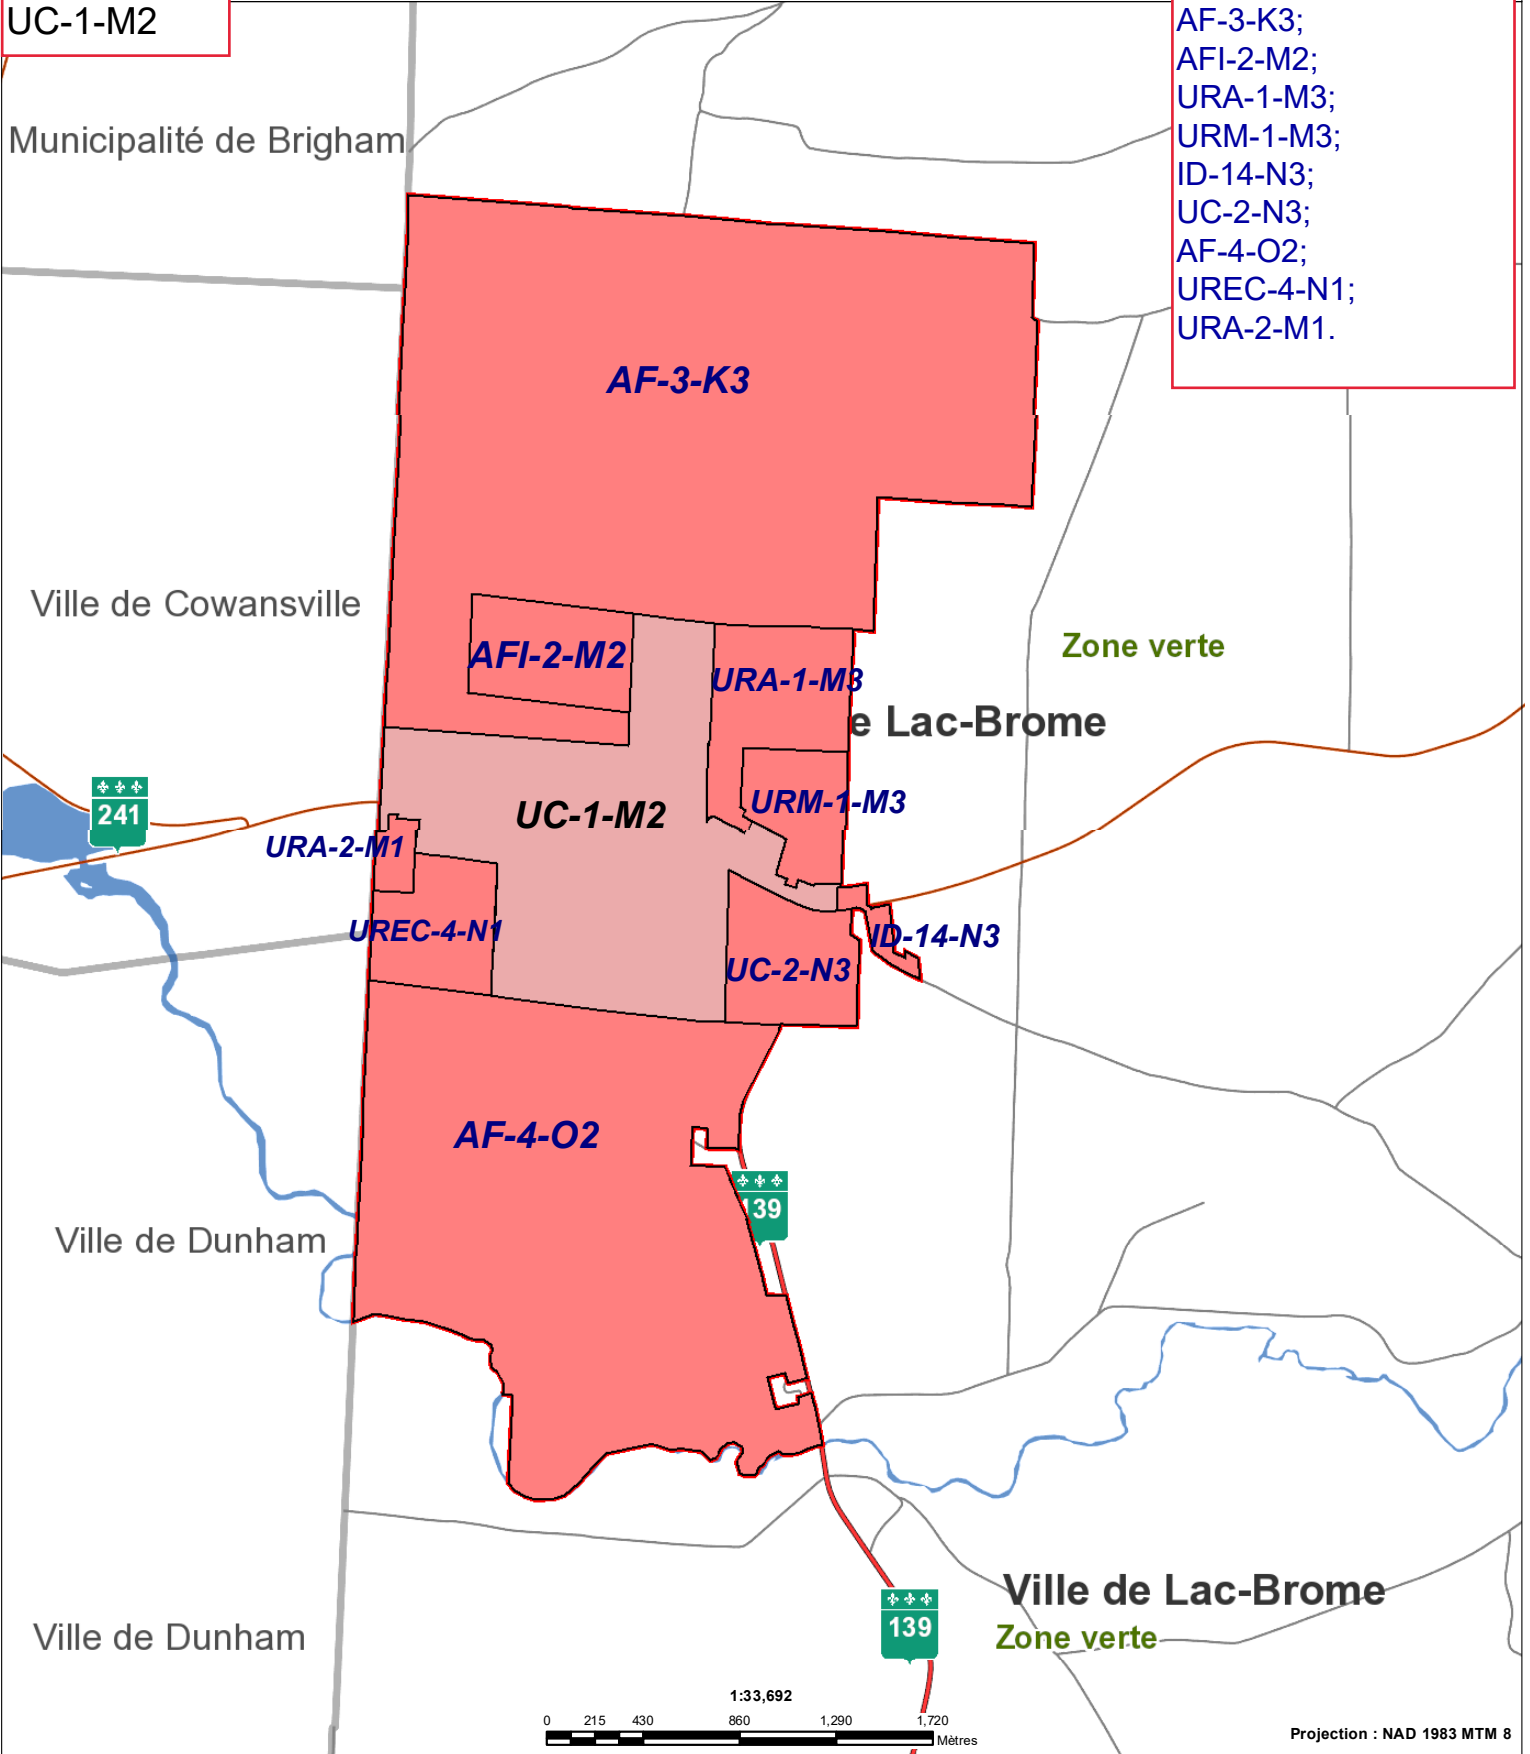 UC-1-M2
AF-3-K3;
AFI-2-M2;
URA-1-M3;
URM-1-M3;
ID-14-N3;
UC-2-N3;
AF-4-O2;
UREC-4-N1;
URA-2-M1.
Municipalité de Brigham
AF-3-K3
Ville de Cowansville
Zone verte
AFI-2-M2
URA-1-M3
e Lac-Brome
241
UC-1-M2
URM-1-M3
URA-2-M1
UREC-4-N1
ID-14-N3
UC-2-N3
AF-4-O2
139
Ville de Dunham
Ville de Lac-Brome
139
Ville de Dunham
Zone verte
1:33,692
0 215 430 860 1,290 1,720
Mètres
Projection : NAD 1983 MTM 8